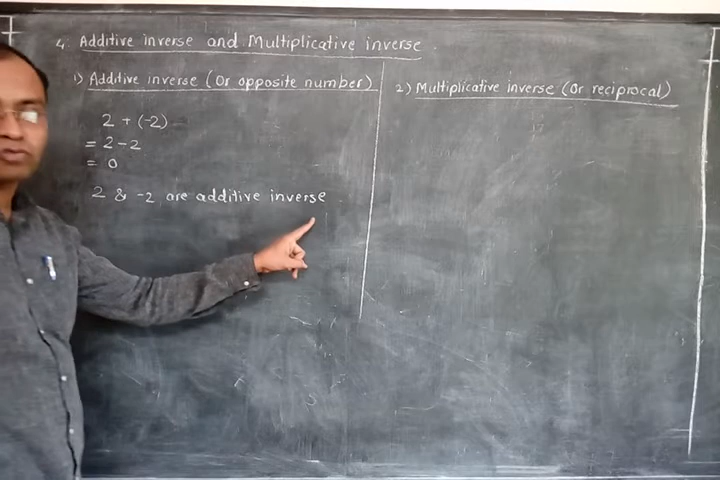 4. Additive inverse and Multiplicative inverse.
1) Additive inverse (Or opposite number)
2 + (-2)
= 2 - 2
= 0
2 & -2 are additive inverse
2) Multiplicative inverse (Or reciprocal)